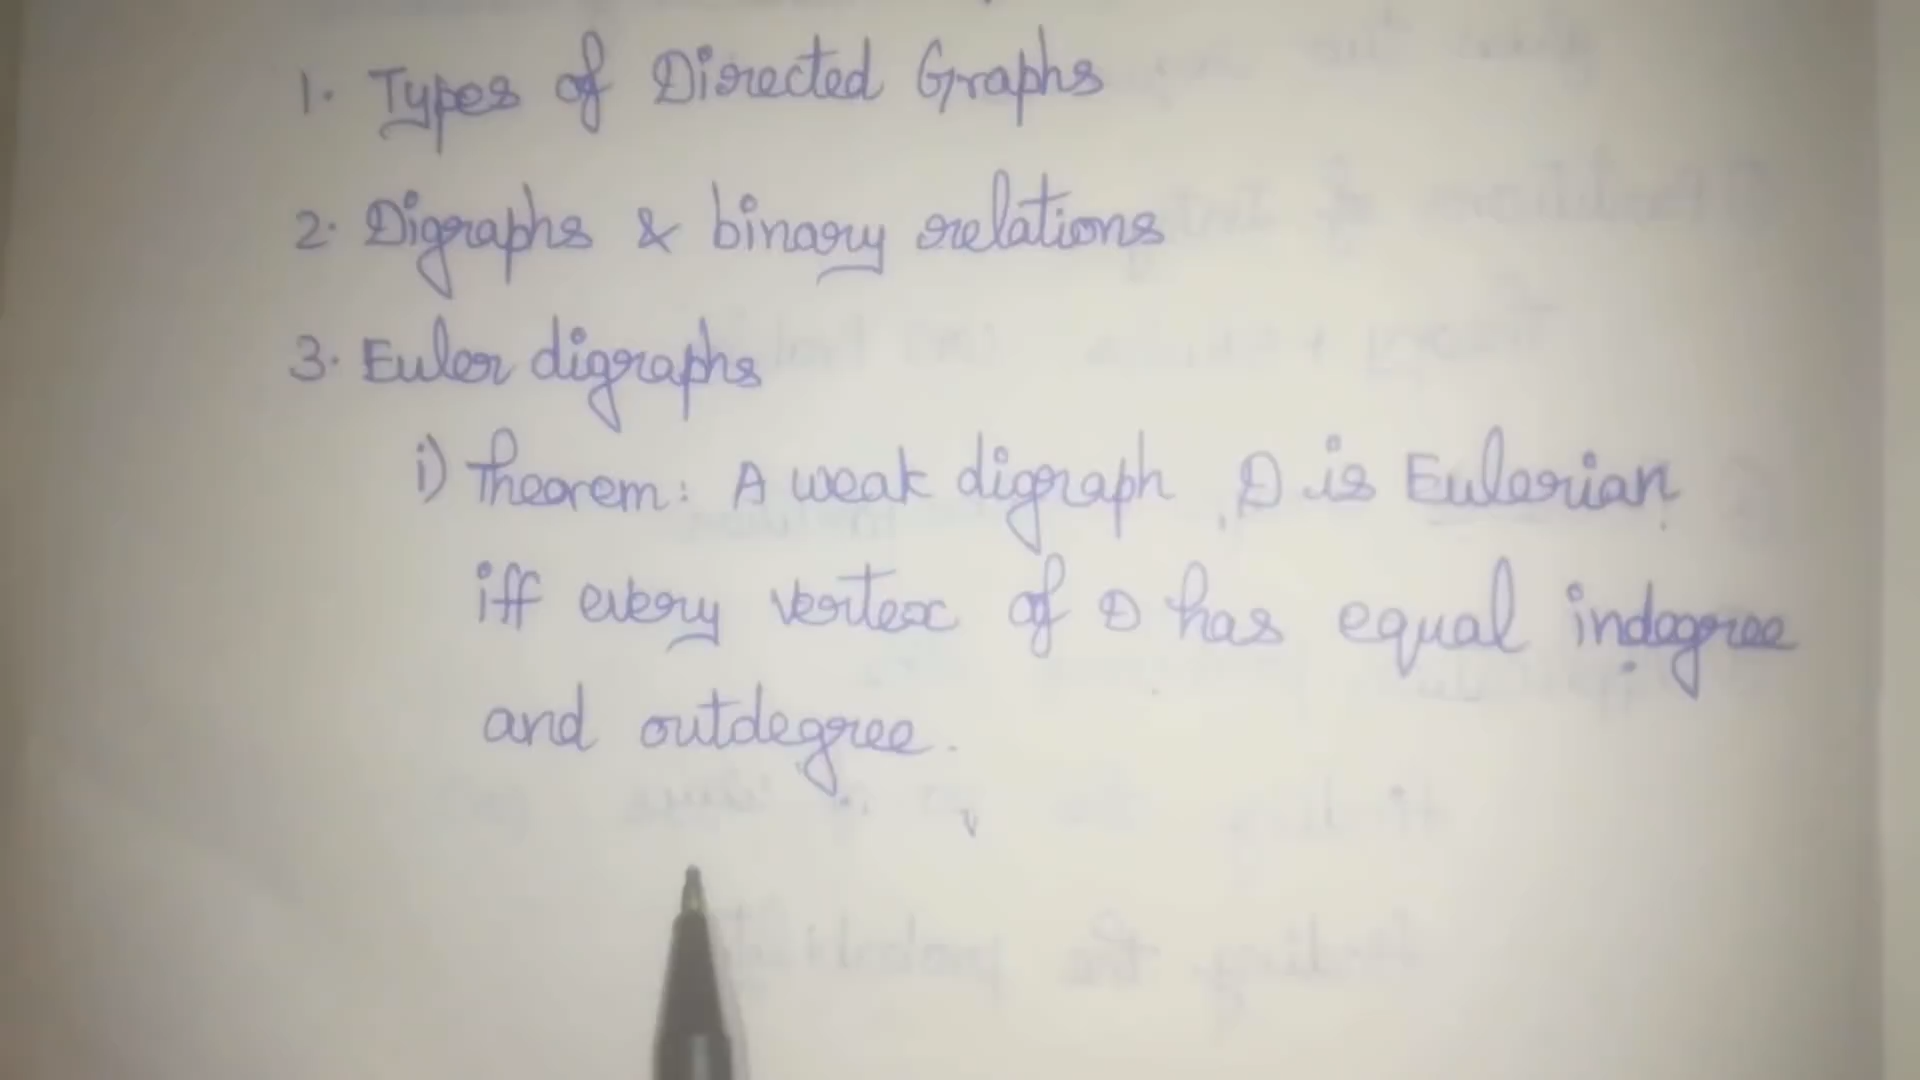 1. Types of Directed Graphs
2. Digraphs & binary relations
3. Euler digraphs
i) Theorem: A weak digraph D is Eulerian
iff every vertex of D has equal indegree
and outdegree.